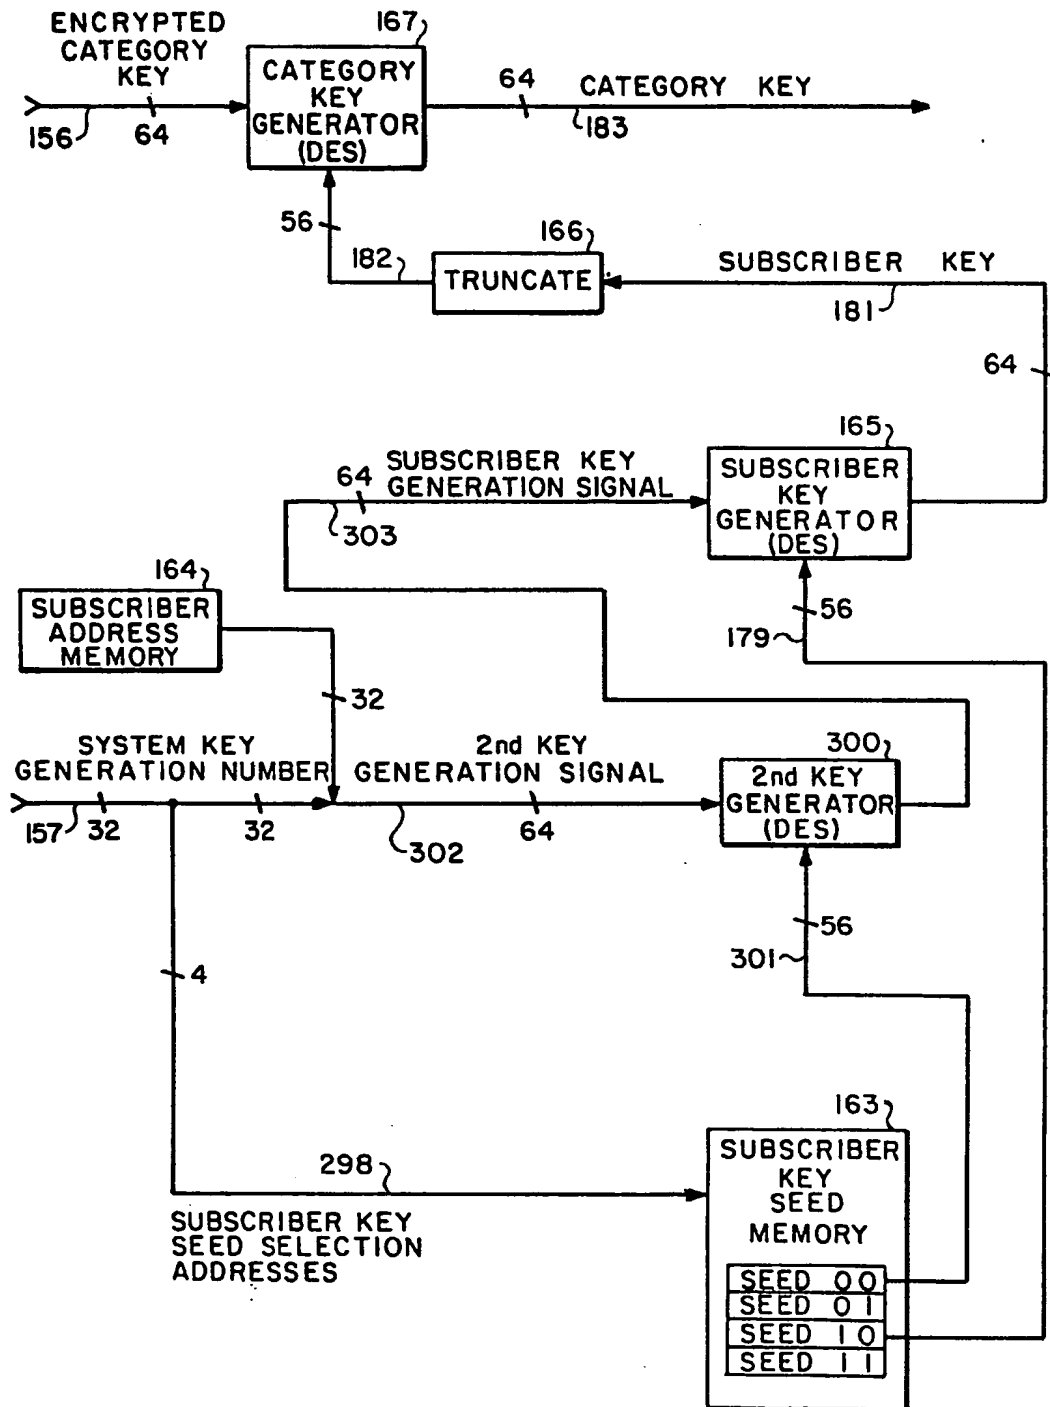 ENCRYPTED
CATEGORY
KEY
167
CATEGORY
KEY
GENERATOR
(DES)
64
CATEGORY KEY
156
64
183
56
182
166
TRUNCATE
SUBSCRIBER KEY
181
64
165
SUBSCRIBER KEY
GENERATION SIGNAL
64
303
SUBSCRIBER
KEY
GENERATOR
(DES)
164
SUBSCRIBER
ADDRESS
MEMORY
56
179
32
SYSTEM KEY
GENERATION NUMBER
2nd KEY
GENERATION SIGNAL
300
2nd KEY
GENERATOR
(DES)
157
32
32
302
64
56
301
4
163
298
SUBSCRIBER KEY
SEED SELECTION
ADDRESSES
SUBSCRIBER
KEY
SEED
MEMORY
SEED 00
SEED 01
SEED 10
SEED 11